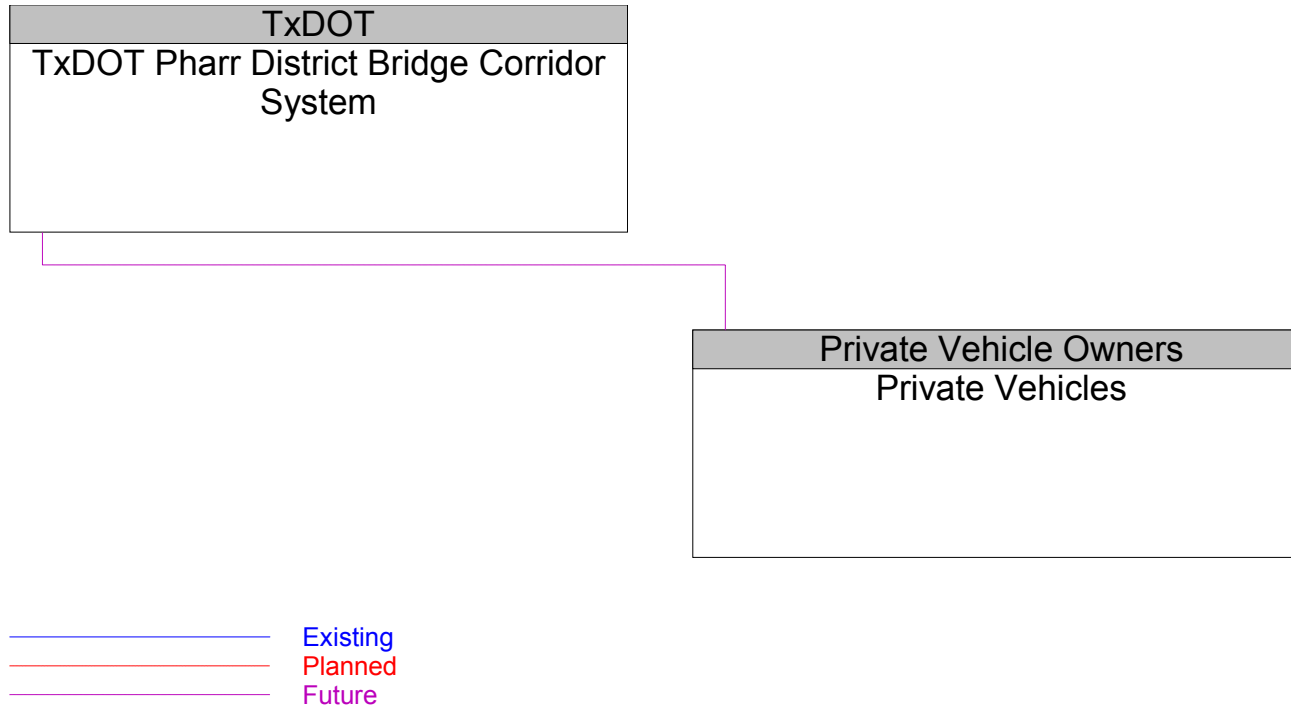 TxDOT
TxDOT Pharr District Bridge Corridor
System
Private Vehicle Owners
Private Vehicles
Existing
Planned
Future